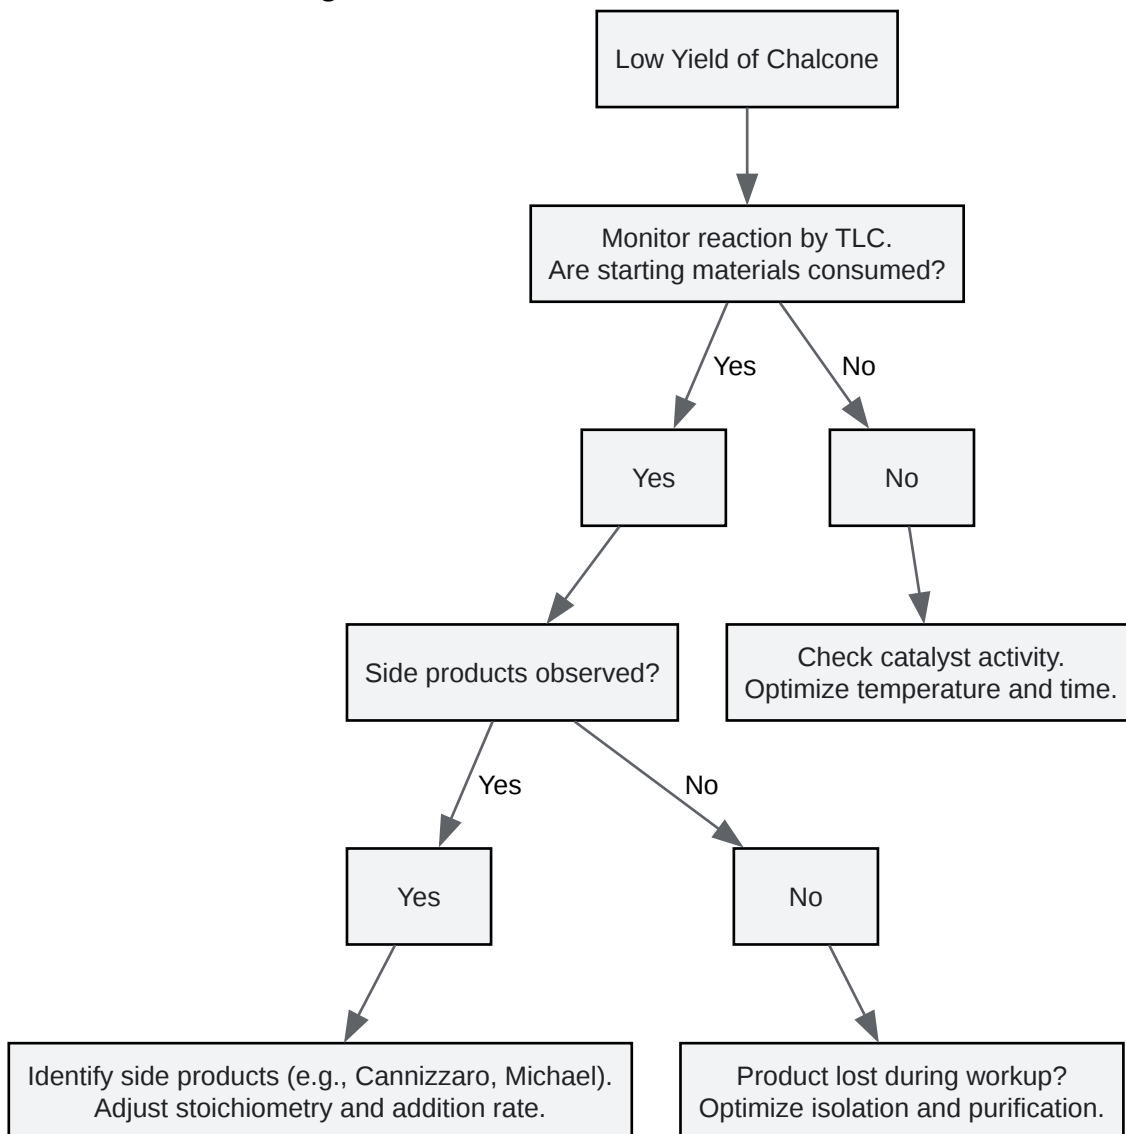 Low Yield of Chalcone
Monitor reaction by TLC.
Are starting materials consumed?
Yes
No
Yes
No
Side products observed?
Check catalyst activity.
Optimize temperature and time.
Yes
No
Yes
No
Identify side products (e.g., Cannizzaro, Michael).
Adjust stoichiometry and addition rate.
Product lost during workup?
Optimize isolation and purification.